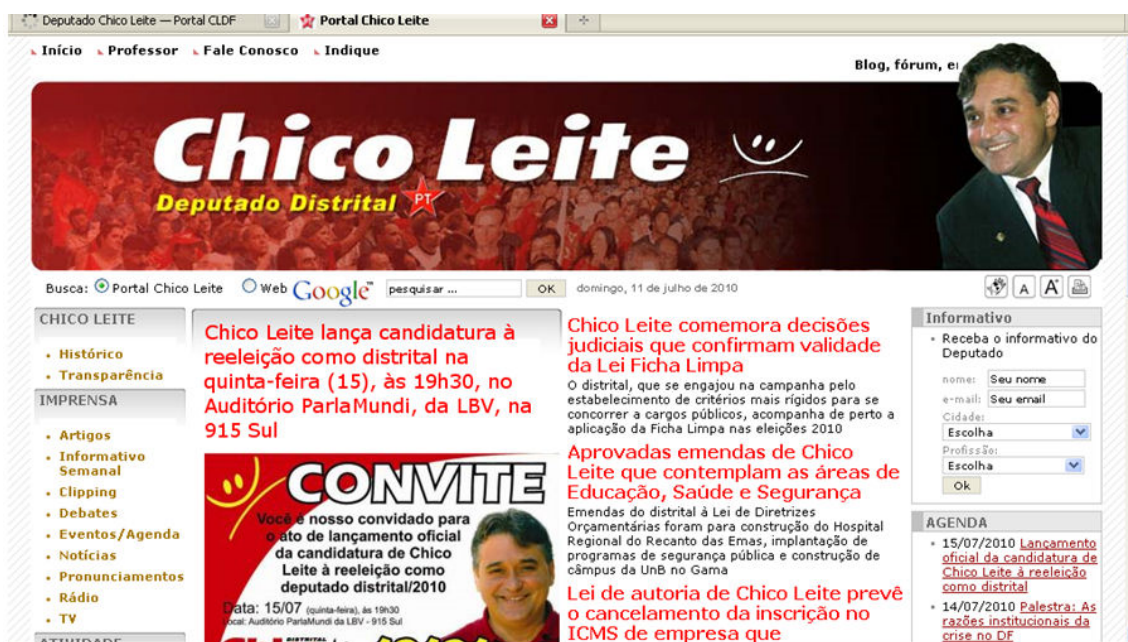 Deputado Chico Leite — Portal CLDF
Portal Chico Leite
Início
Professor
Fale Conosco
Indique
Blog, fórum,
Chico Leite
Deputado Distrital PT
Busca:
Portal Chico Leite
Web Google™
pesquisar ...
OK
domingo, 11 de julho de 2010
A
A
CHICO LEITE
Histórico
Transparência
IMPRENSA
Artigos
Informativo
Semanal
Clipping
Debates
Eventos/Agenda
Notícias
Pronunciamentos
Rádio
TV
ATIVIDADE
Chico Leite lança candidatura à
reeleição como distrital na
quinta-feira (15), às 19h30, no
Auditório ParlaMundi, da LBV, na
915 Sul
CONVITE
Você é nosso convidado para
o ato de lançamento oficial
da candidatura de Chico
Leite à reeleição como
deputado distrital/2010
Data: 15/07 (quinta-feira), às 19h30
Local: Auditório ParlaMundi da LBV - 915 Sul
DISTRITAL
Chico Leite comemora decisões
judiciais que confirmam validade
da Lei Ficha Limpa
O distrital, que se engajou na campanha pelo
estabelecimento de critérios mais rígidos para se
concorrer a cargos públicos, acompanha de perto a
aplicação da Ficha Limpa nas eleições 2010
Aprovadas emendas de Chico
Leite que contemplam as áreas de
Educação, Saúde e Segurança
Emendas do distrital à Lei de Diretrizes
Orçamentárias foram para construção do Hospital
Regional do Recanto das Emas, implantação de
programas de segurança pública e construção de
câmpus da UnB no Gama
Lei de autoria de Chico Leite prevê
o cancelamento da inscrição no
ICMS de empresa que
Informativo
Receba o informativo do
Deputado
nome: Seu nome
e-mail: Seu email
Cidade:
Escolha
Profissão:
Escolha
Ok
AGENDA
15/07/2010 Lançamento
oficial da candidatura de
Chico Leite à reeleição
como distrital
14/07/2010 Palestra: As
razões institucionais da
crise no DF